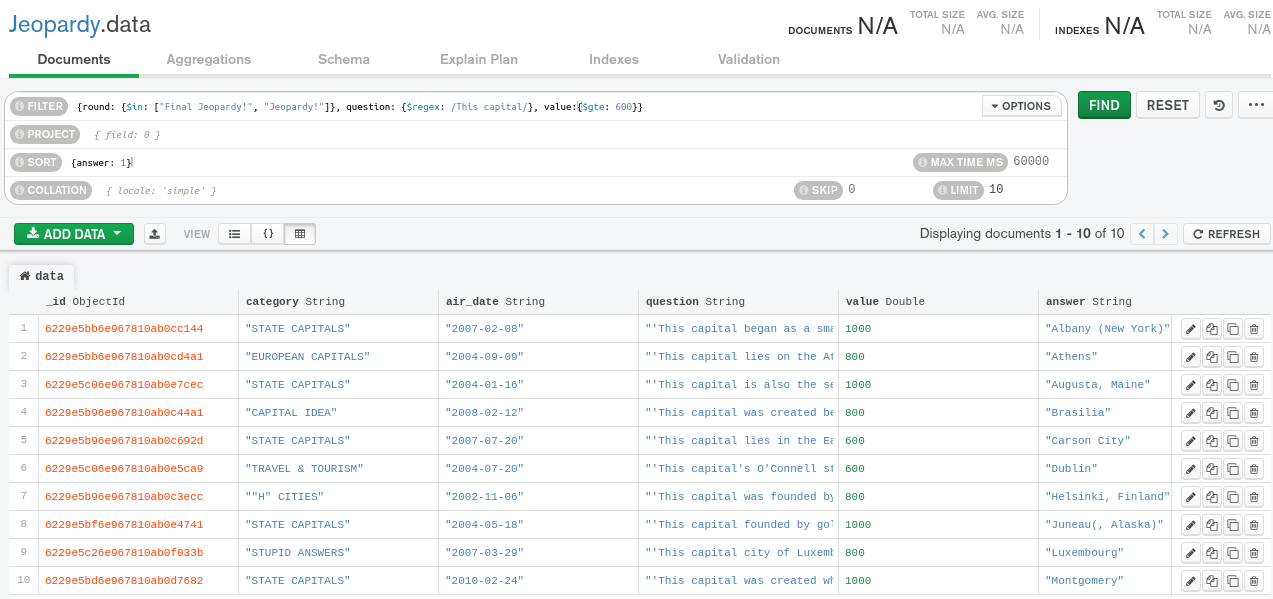 Jeopardy.data
DOCUMENTS N/A TOTAL SIZE N/A AVG. SIZE N/A INDEXES N/A TOTAL SIZE N/A AVG. SIZE N/A
Documents Aggregations Schema Explain Plan Indexes Validation
FILTER {round: {$in: ["Final Jeopardy!", "Jeopardy!"]}, question: {$regex: /This capital/}, value:{$gte: 600}} OPTIONS FIND RESET ...
PROJECT { field: 0 }
SORT {answer: 1} MAX TIME MS 60000
COLLATION { locale: 'simple' } SKIP 0 LIMIT 10
ADD DATA VIEW {} Displaying documents 1 - 10 of 10 < > REFRESH
data
_id ObjectId category String air_date String question String value Double answer String
1 6229e5bb6e967810ab0cc144 "STATE CAPITALS" "2007-02-08" "'This capital began as a sma 1000 "Albany (New York)"
2 6229e5bb6e967810ab0cd4a1 "EUROPEAN CAPITALS" "2004-09-09" "'This capital lies on the At 800 "Athens"
3 6229e5c06e967810ab0e7cec "STATE CAPITALS" "2004-01-16" "'This capital is also the se 1000 "Augusta, Maine"
4 6229e5b96e967810ab0c44a1 "CAPITAL IDEA" "2008-02-12" "'This capital was created be 800 "Brasilia"
5 6229e5b96e967810ab0c692d "STATE CAPITALS" "2007-07-20" "'This capital lies in the Ea 600 "Carson City"
6 6229e5c06e967810ab0e5ca9 "TRAVEL & TOURISM" "2004-07-20" "'This capital's O'Connell st 600 "Dublin"
7 6229e5b96e967810ab0c3ecc ""H" CITIES" "2002-11-06" "'This capital was founded by 800 "Helsinki, Finland"
8 6229e5bf6e967810ab0e4741 "STATE CAPITALS" "2004-05-18" "'This capital founded by gol 1000 "Juneau(, Alaska)"
9 6229e5c26e967810ab0f033b "STUPID ANSWERS" "2007-03-29" "'This capital city of Luxemb 800 "Luxembourg"
10 6229e5bd6e967810ab0d7682 "STATE CAPITALS" "2010-02-24" "'This capital was created wh 1000 "Montgomery"